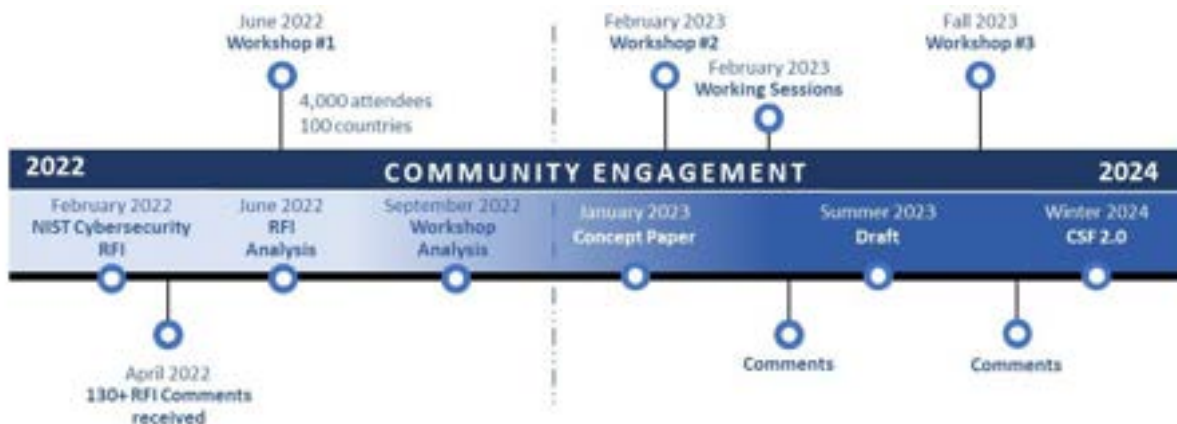 June 2022
Workshop #1
4,000 attendees
100 countries
February 2023
Workshop #2
February 2023
Working Sessions
Fall 2023
Workshop #3
2022
COMMUNITY ENGAGEMENT
2024
February 2022
NIST Cybersecurity
RFI
June 2022
RFI
Analysis
September 2022
Workshop
Analysis
January 2023
Concept Paper
Summer 2023
Draft
Winter 2024
CSF 2.0
April 2022
130+ RFI Comments
received
Comments
Comments